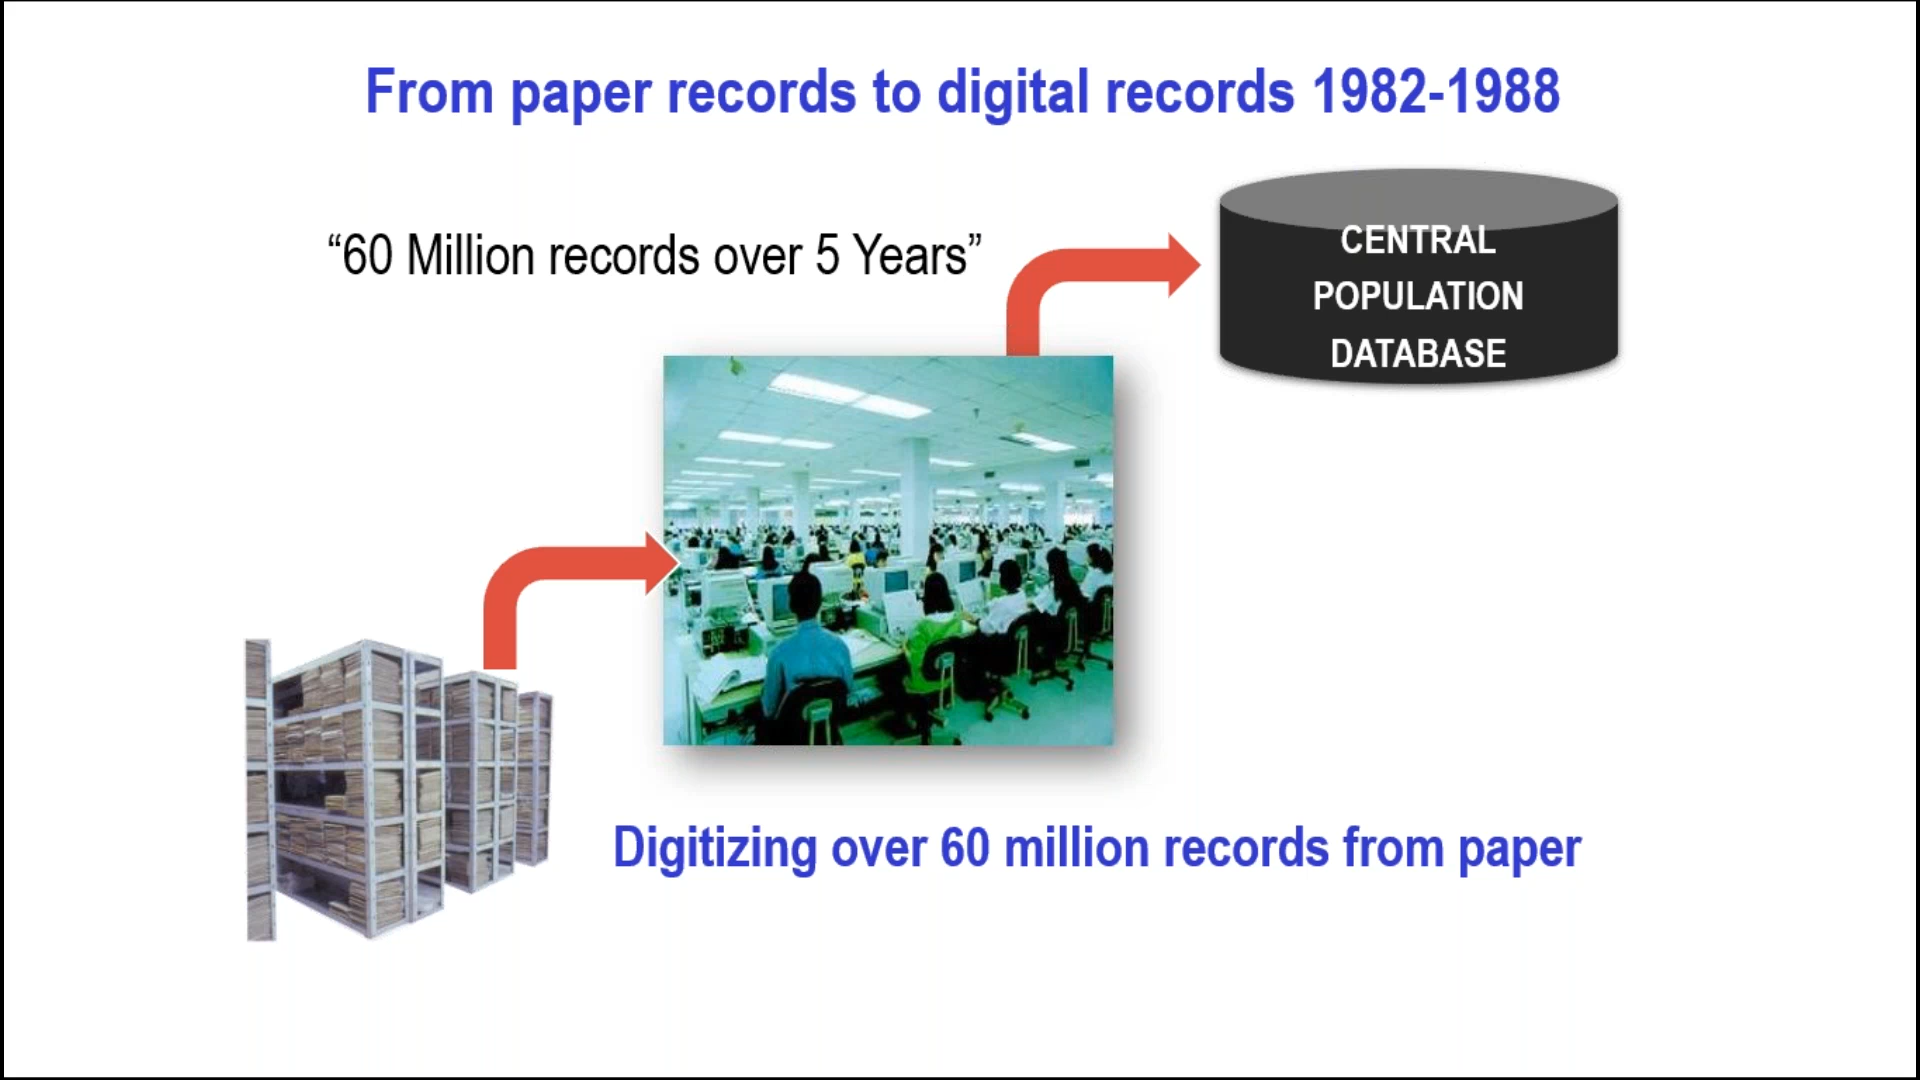 From paper records to digital records 1982-1988
“60 Million records over 5 Years”
CENTRAL
POPULATION
DATABASE
Digitizing over 60 million records from paper